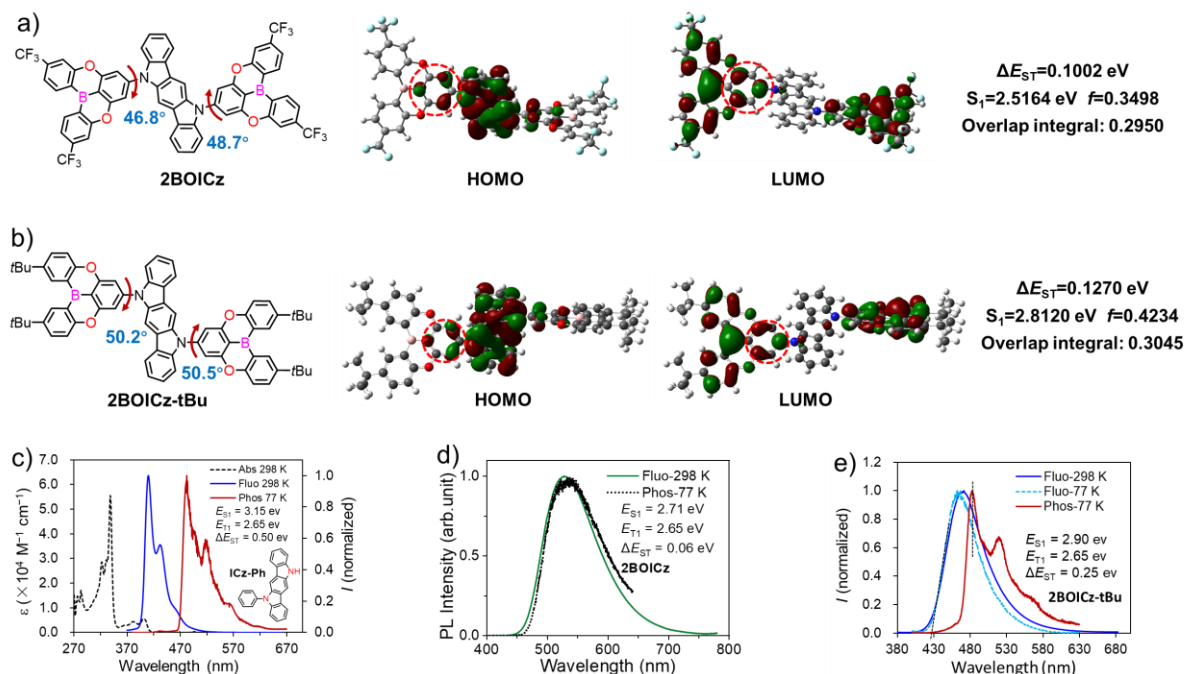 a)
CF3
CF3
O
O
B
O
N
N
O
B
O
46.8°
48.7°
CF3
CF3
2BOICz
HOMO
LUMO
ΔEST=0.1002 eV
S1=2.5164 eV f=0.3498
Overlap integral: 0.2950
b)
tBu
O
B
N
tBu
O
N
O
tBu
B
50.2°
50.5°
O
tBu
2BOICz-tBu
HOMO
LUMO
ΔEST=0.1270 eV
S1=2.8120 eV f=0.4234
Overlap integral: 0.3045
c)
7.0
6.0
5.0
4.0
3.0
2.0
1.0
0.0
ε (× 10⁴ M⁻¹ cm⁻¹)
Abs 298 K
Fluo 298 K
Phos 77 K
ES1 = 3.15 eV
ET1 = 2.65 eV
ΔEST = 0.50 eV
ICz-Ph
NH
N
1.0
0.8
0.6
0.4
0.2
0.0
I (normalized)
270 370 470 570 670
Wavelength (nm)
d)
1.0
0.5
0.0
PL Intensity (arb.unit)
Fluo-298 K
Phos-77 K
ES1 = 2.71 eV
ET1 = 2.65 eV
ΔEST = 0.06 eV
2BOICz
400 500 600 700 800
Wavelength (nm)
e)
1.2
1.0
0.8
0.6
0.4
0.2
0.0
I (normalized)
Fluo-298 K
Fluo-77 K
Phos-77 K
ES1 = 2.90 ev
ET1 = 2.65 ev
ΔEST = 0.25 ev
2BOICz-tBu
380 430 480 530 580 630 680
Wavelength (nm)